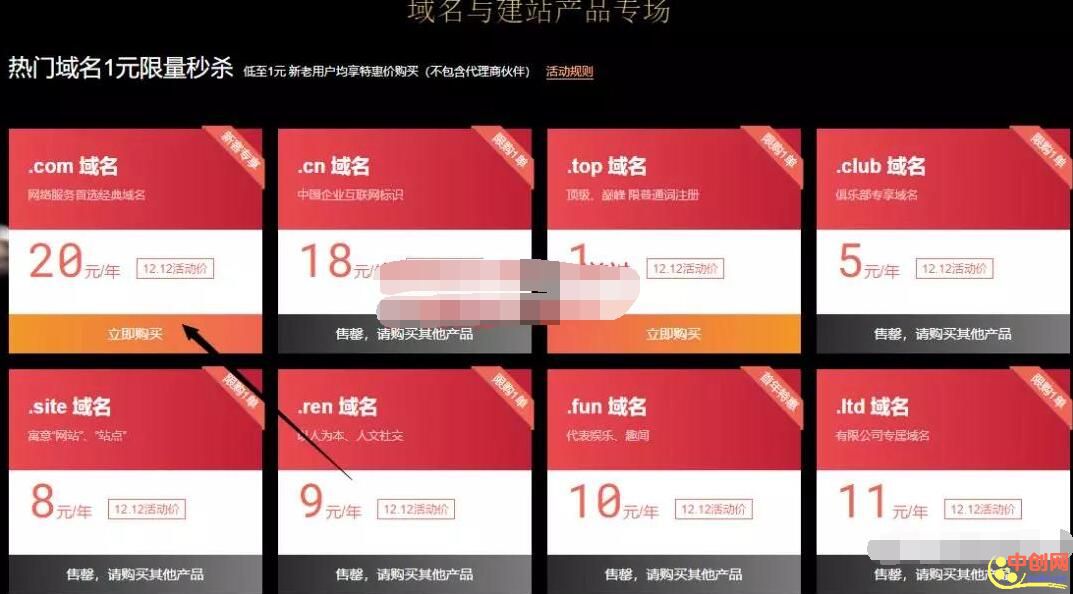 域名与建站产品专场
热门域名1元限量秒杀 低至1元 新老用户均享特惠价购买（不包含代理商伙伴） 活动规则
新客专享
.com 域名
网络服务首选经典域名
20元/年 12.12活动价
立即购买
限购1单
.cn 域名
中国企业互联网标识
18元/
售罄，请购买其他产品
限购1单
.top 域名
顶级、巅峰 限普通词注册
1 12.12活动价
立即购买
限购1单
.club 域名
俱乐部专享域名
5元/年 12.12活动价
售罄，请购买其他产品
限购1单
.site 域名
寓意“网站”、“站点”
8元/年 12.12活动价
售罄，请购买其他产品
限购1单
.ren 域名
以人为本、人文社交
9元/年 12.12活动价
售罄，请购买其他产品
首年特惠
.fun 域名
代表娱乐、趣闻
10元/年 12.12活动价
售罄，请购买其他产品
限购1单
.ltd 域名
有限公司专属域名
11元/年 12.12活动价
售罄，请购买其他产
中创网